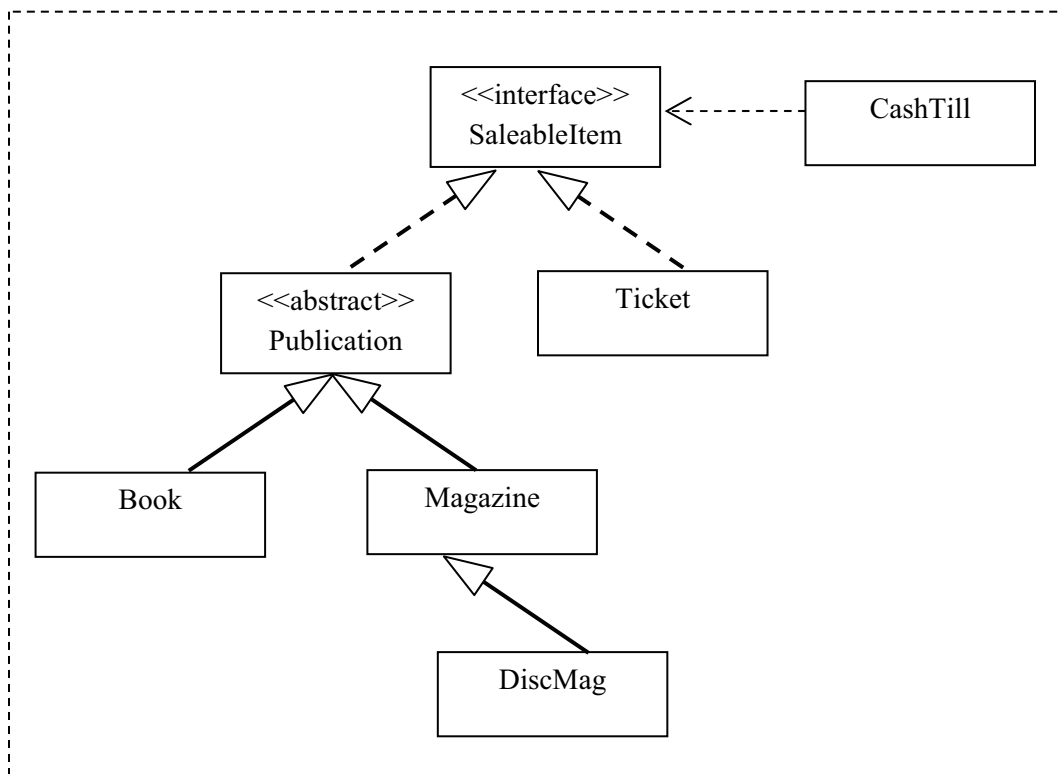 <<interface>>
SaleableItem
CashTill
<<abstract>>
Publication
Ticket
Book
Magazine
DiscMag